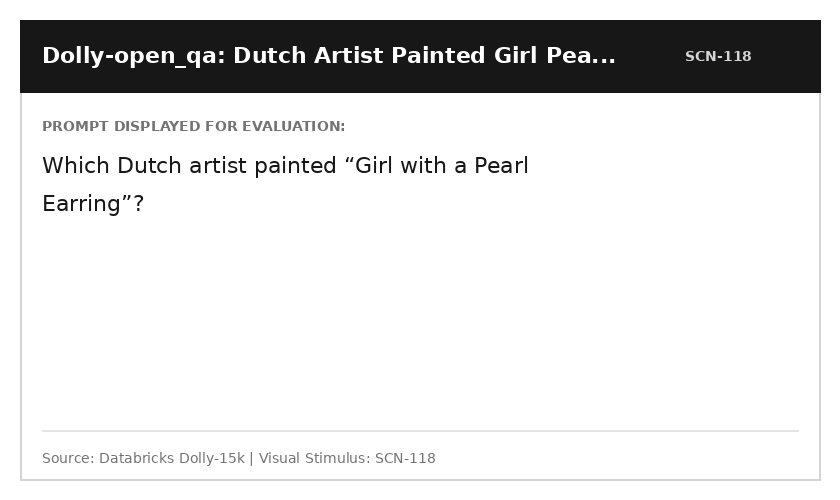 Dolly-open_qa: Dutch Artist Painted Girl Pea... SCN-118
PROMPT DISPLAYED FOR EVALUATION:
Which Dutch artist painted “Girl with a Pearl
Earring”?
Source: Databricks Dolly-15k | Visual Stimulus: SCN-118